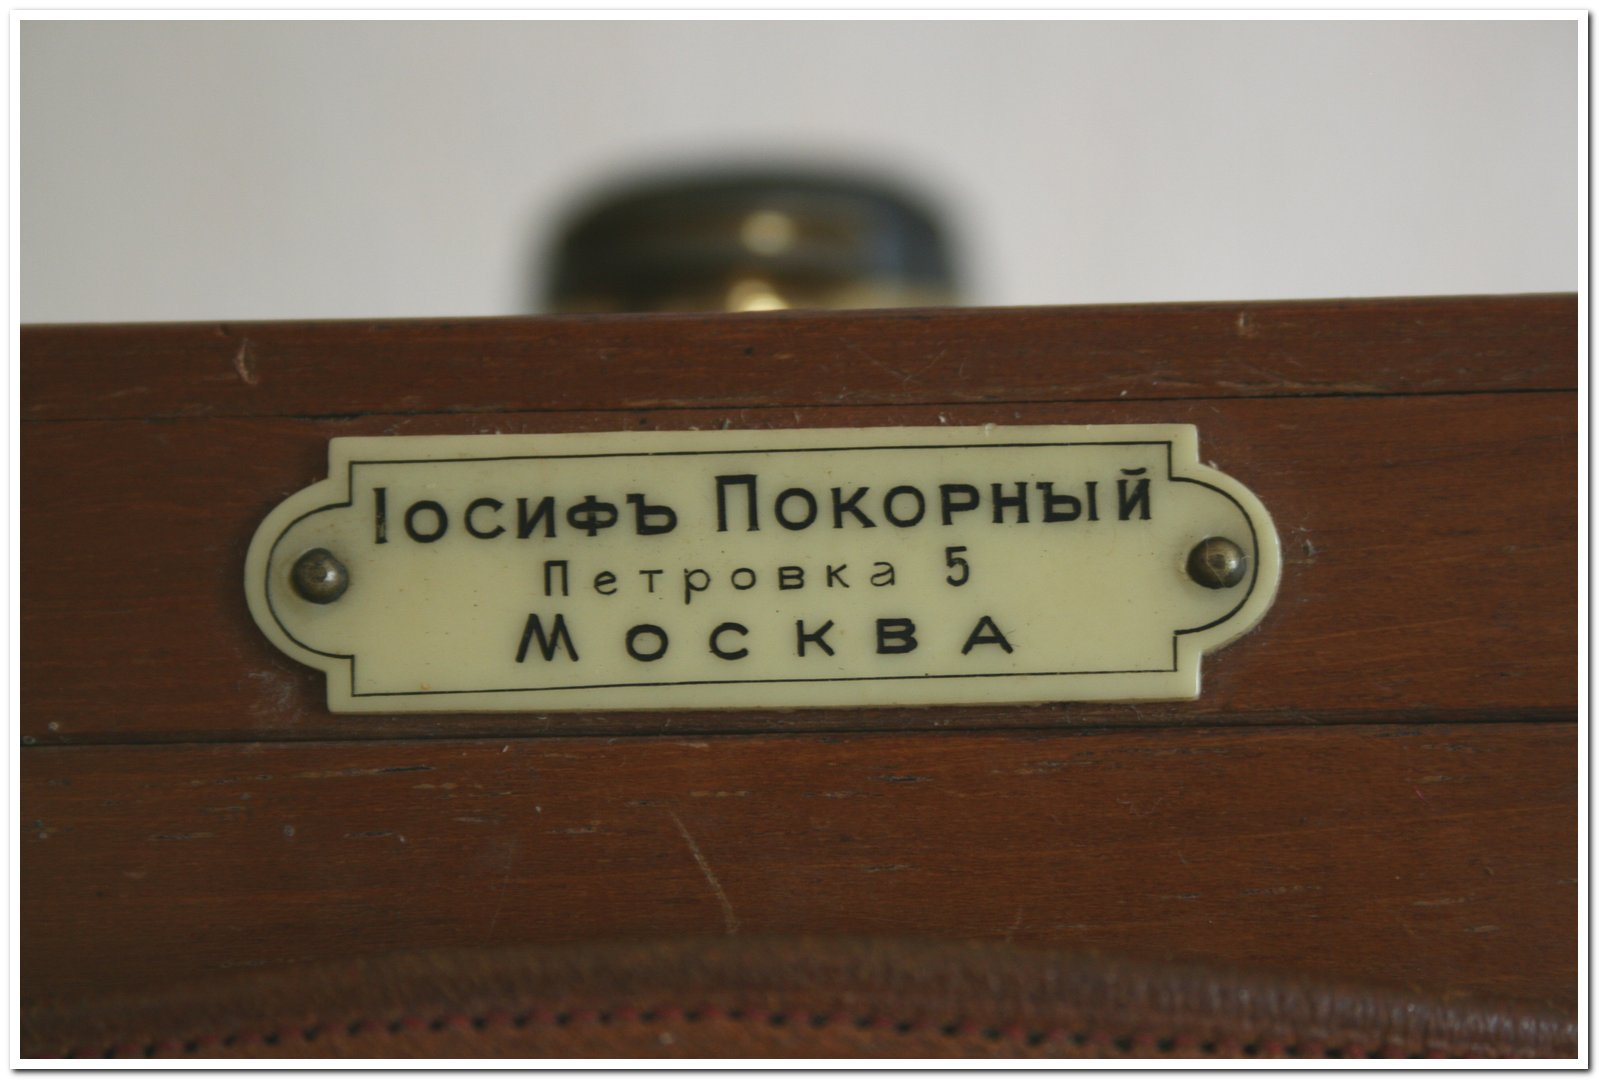 Іосифъ Покорный
Петровка 5
Москва